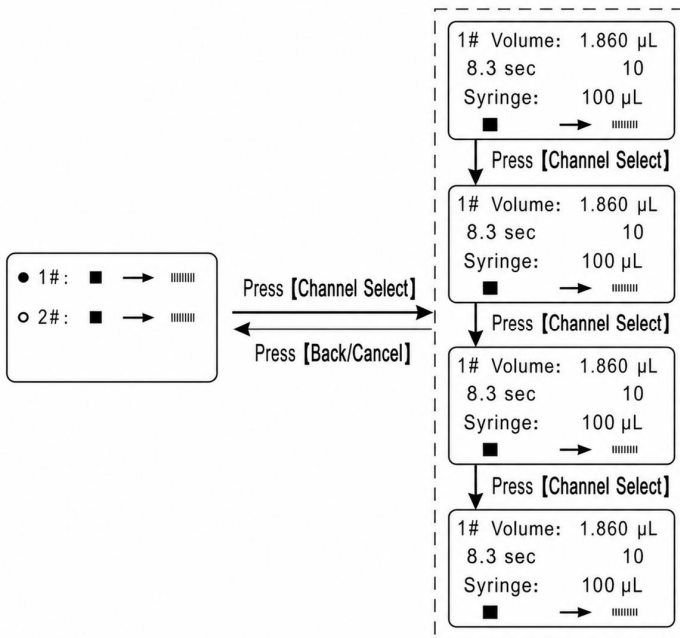 1# Volume: 1.860 µL
8.3 sec 10
Syringe: 100 µL
Press【Channel Select】
1# Volume: 1.860 µL
8.3 sec 10
Syringe: 100 µL
Press【Channel Select】
1# Volume: 1.860 µL
8.3 sec 10
Syringe: 100 µL
Press【Channel Select】
1# Volume: 1.860 µL
8.3 sec 10
Syringe: 100 µL
1#:
2#:
Press【Channel Select】
Press【Back/Cancel】